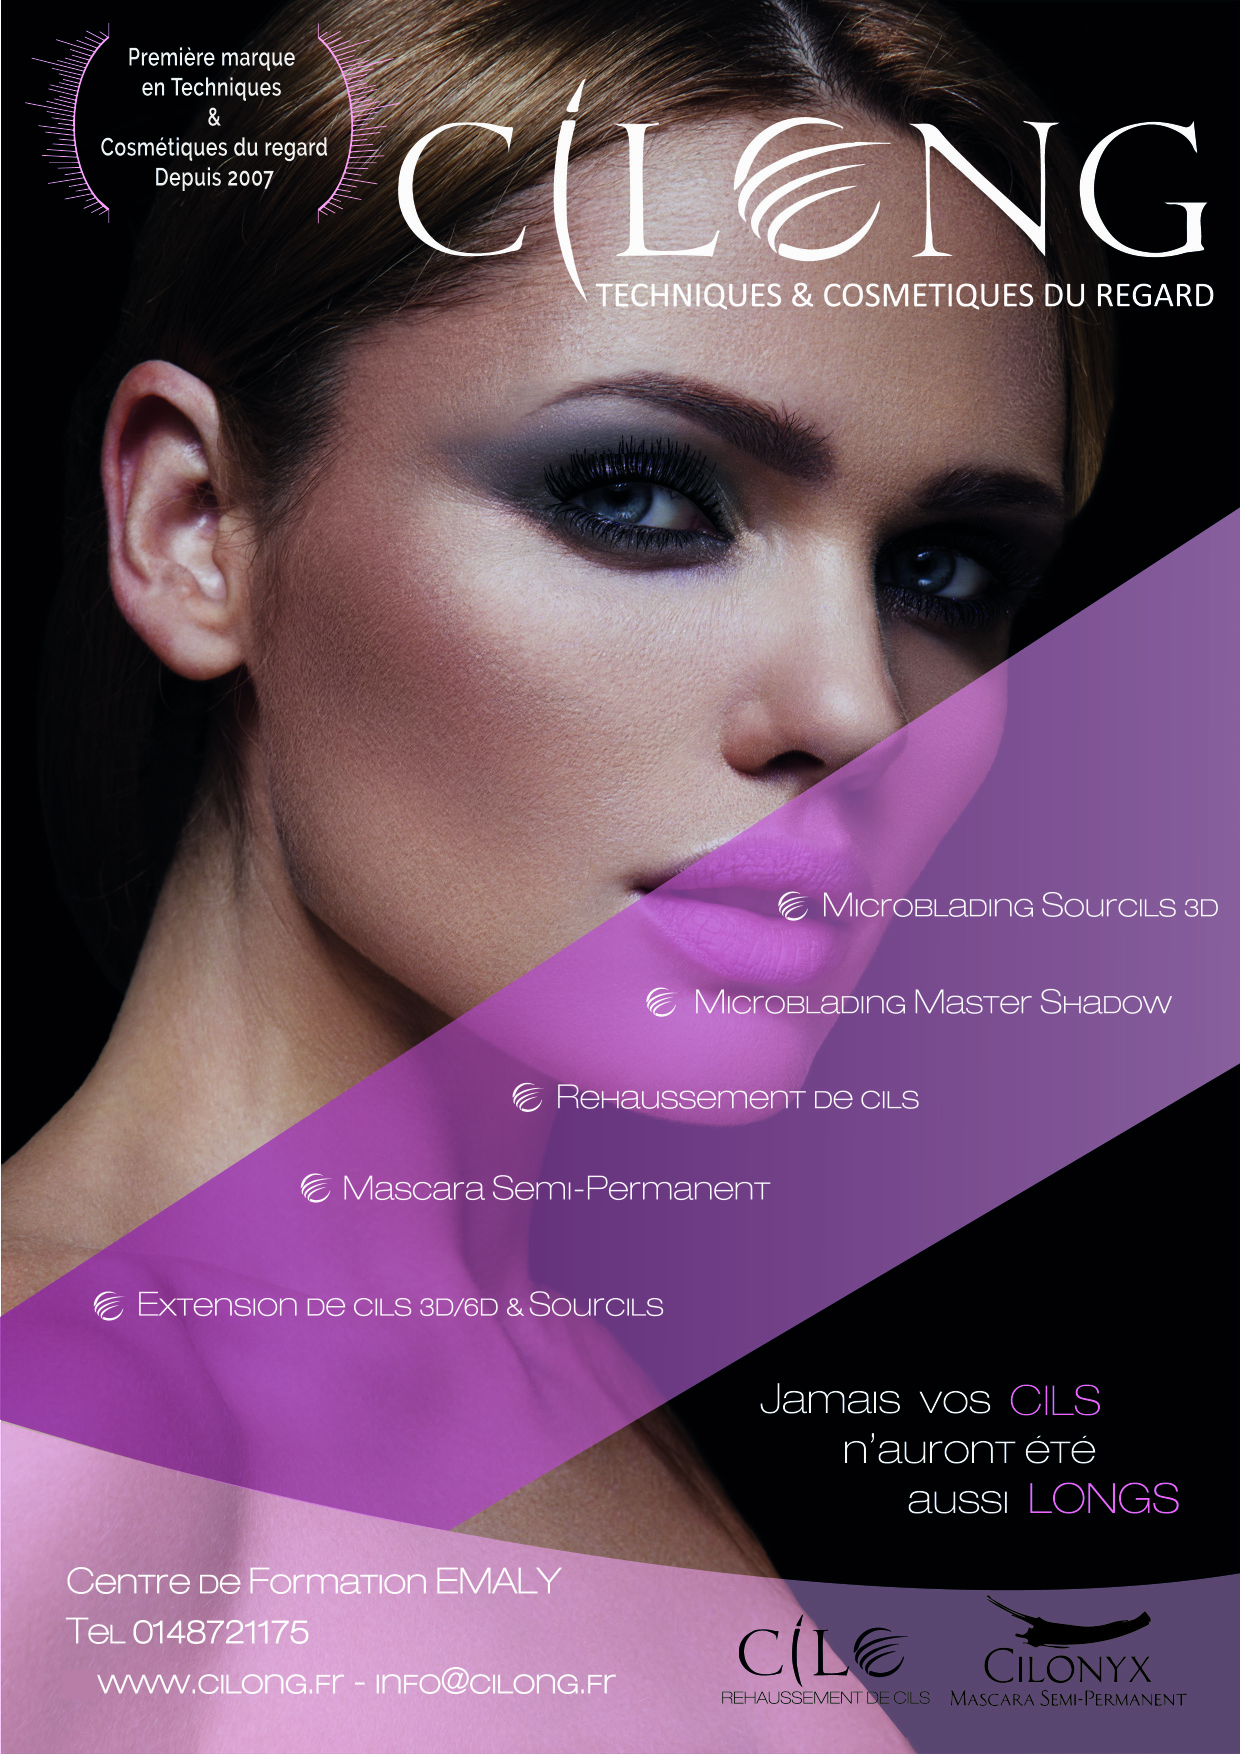 Première marque
en Techniques
&
Cosmétiques du regard
Depuis 2007
CILONG
TECHNIQUES & COSMETIQUES DU REGARD
Microblading Sourcils 3D
Microblading Master Shadow
Rehaussement de cils
Mascara Semi-Permanent
Extension de cils 3D/6D & Sourcils
Jamais vos CILS
n'auront été
aussi LONGS
Centre de Formation EMALY
Tel 0148721175
www.cilong.fr - info@cilong.fr
CILO
REHAUSSEMENT DE CILS
CILONYX
MASCARA SEMI-PERMANENT